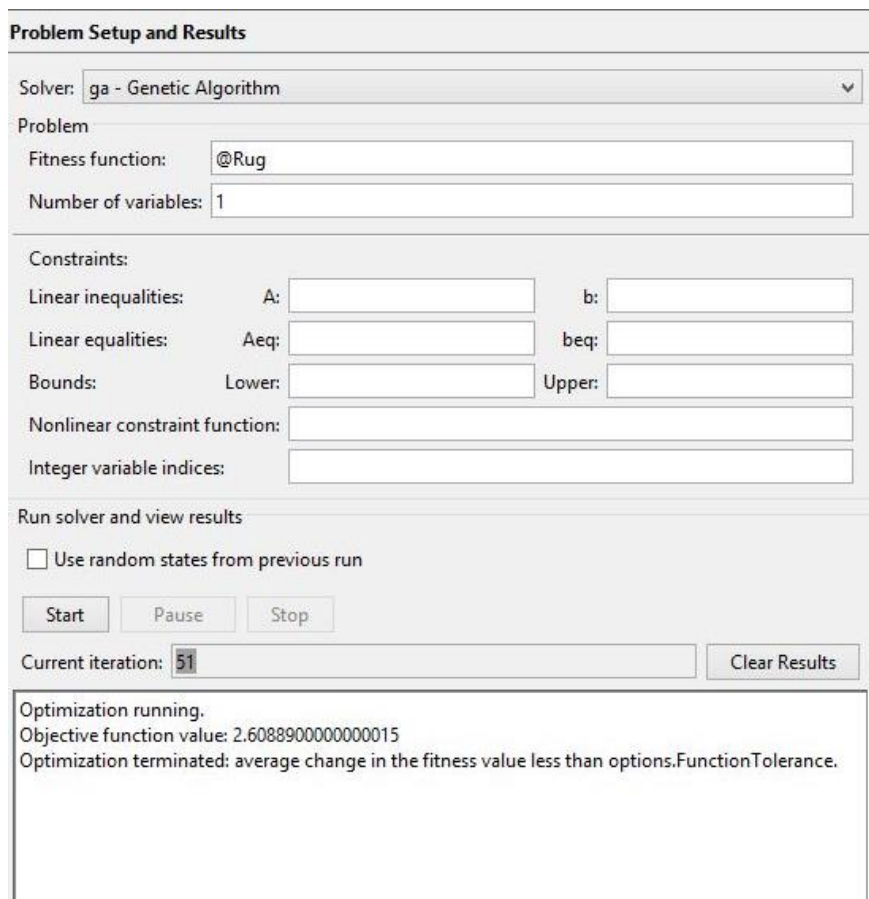 Problem Setup and Results
Solver: ga - Genetic Algorithm
Problem
Fitness function: @Rug
Number of variables: 1
Constraints:
Linear inequalities: A: b:
Linear equalities: Aeq: beq:
Bounds: Lower: Upper:
Nonlinear constraint function:
Integer variable indices:
Run solver and view results
Use random states from previous run
Start Pause Stop
Current iteration: 51 Clear Results
Optimization running.
Objective function value: 2.6088900000000015
Optimization terminated: average change in the fitness value less than options.FunctionTolerance.